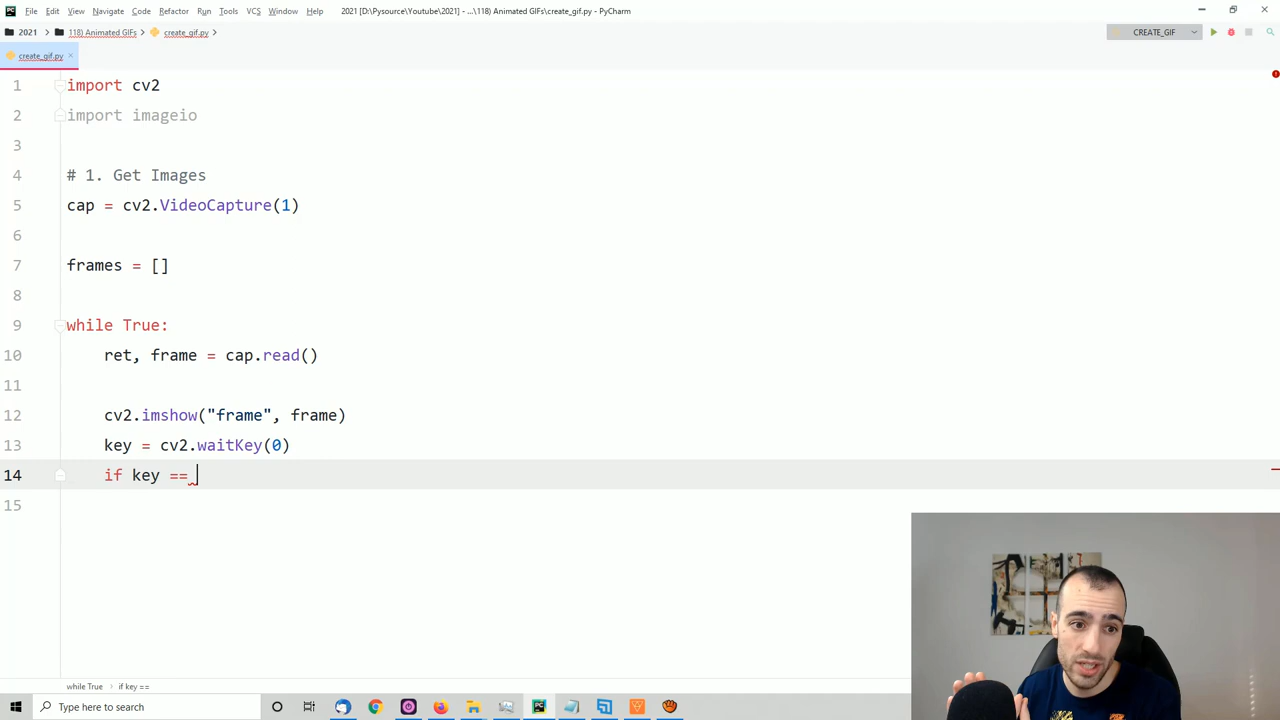 PC File Edit View Navigate Code Refactor Run Tools VCS Window Help 2021 [D:\Pysource\Youtube\2021] - ...\118) Animated GIFs\create_gif.py - PyCharm
2021 118) Animated GIFs create_gif.py CREATE_GIF
create_gif.py
1 import cv2
2 import imageio
3
4 # 1. Get Images
5 cap = cv2.VideoCapture(1)
6
7 frames = []
8
9 while True:
10 ret, frame = cap.read()
11
12 cv2.imshow("frame", frame)
13 key = cv2.waitKey(0)
14 if key ==
15
while True if key ==
Type here to search PC